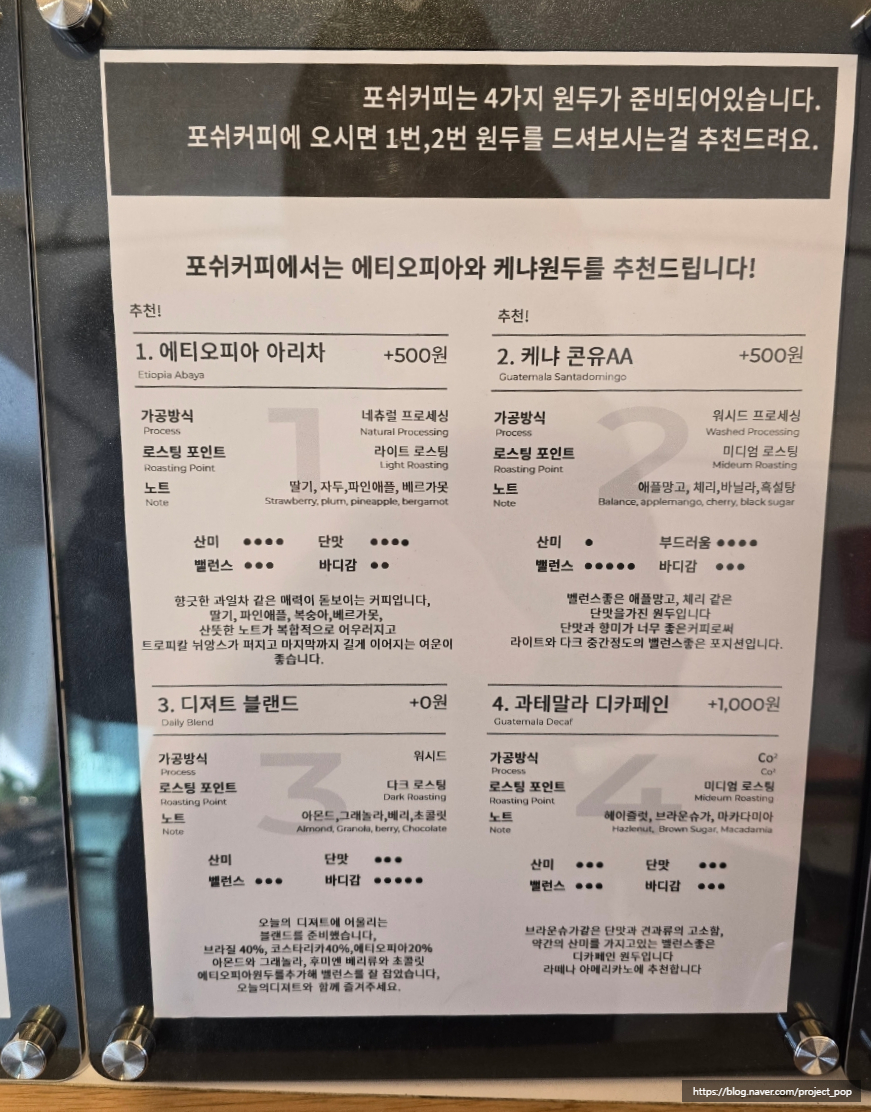 포쉬커피는 4가지 원두가 준비되어있습니다.
포쉬커피에 오시면 1번,2번 원두를 드셔보시는걸 추천드려요.
포쉬커피에서는 에티오피아와 케냐원두를 추천드립니다!
추천!
1. 에티오피아 아리차 +500원
Etiopia Abaya
1
가공방식 네츄럴 프로세싱
Process Natural Processing
로스팅 포인트 라이트 로스팅
Roasting Point Light Roasting
노트 딸기, 자두,파인애플, 베르가못
Note Strawberry, plum, pineapple, bergamot
산미 ●●●● 단맛 ●●●●
밸런스 ●●● 바디감 ●●
향긋한 과일차 같은 매력이 돋보이는 커피입니다,
딸기, 파인애플, 복숭아,베르가못,
산뜻한 노트가 복합적으로 어우러지고
트로피칼 뉘앙스가 퍼지고 마지막까지 길게 이어지는 여운이
좋습니다.
추천!
2. 케냐 콘유AA +500원
Guatemala Santadomingo
2
가공방식 워시드 프로세싱
Process Washed Processing
로스팅 포인트 미디엄 로스팅
Roasting Point Mideum Roasting
노트 애플망고, 체리,바닐라,흑설탕
Note Balance, applemango, cherry, black sugar
산미 ● 부드러움 ●●●●
밸런스 ●●●●● 바디감 ●●●
밸런스좋은 애플망고, 체리 같은
단맛을가진 원두입니다
단맛과 향미가 너무 좋은커피로써
라이트와 다크 중간정도의 밸런스좋은 포지션입니다.
3. 디져트 블랜드 +0원
Daily Blend
3
가공방식 워시드
Process
로스팅 포인트 다크 로스팅
Roasting Point Dark Roasting
노트 아몬드,그래놀라,베리,초콜릿
Note Almond, Granola, berry, Chocolate
산미 단맛 ●●●
밸런스 ●●● 바디감 ●●●●●
오늘의 디져트에 어울리는
블랜드를 준비했습니다,
브라질 40%, 코스타리카40%,에티오피아20%
아몬드와 그래놀라, 후미엔 베리류와 초콜릿
에티오피아원두를추가해 밸런스를 잘 잡았습니다,
오늘의디져트와 함께 즐겨주세요.
4. 과테말라 디카페인 +1,000원
Guatemala Decaf
4
가공방식 Co²
Process Co²
로스팅 포인트 미디엄 로스팅
Roasting Point Mideum Roasting
노트 헤이즐럿, 브라운슈가, 마카다미아
Note Hazlenut, Brown Sugar, Macadamia
산미 ●●● 단맛 ●●●
밸런스 ●●● 바디감 ●●●
브라운슈가같은 단맛과 견과류의 고소함,
약간의 산미를 가지고있는 밸런스좋은
디카페인 원두입니다
라떼나 아메리카노에 추천합니다
https://blog.naver.com/project_pop